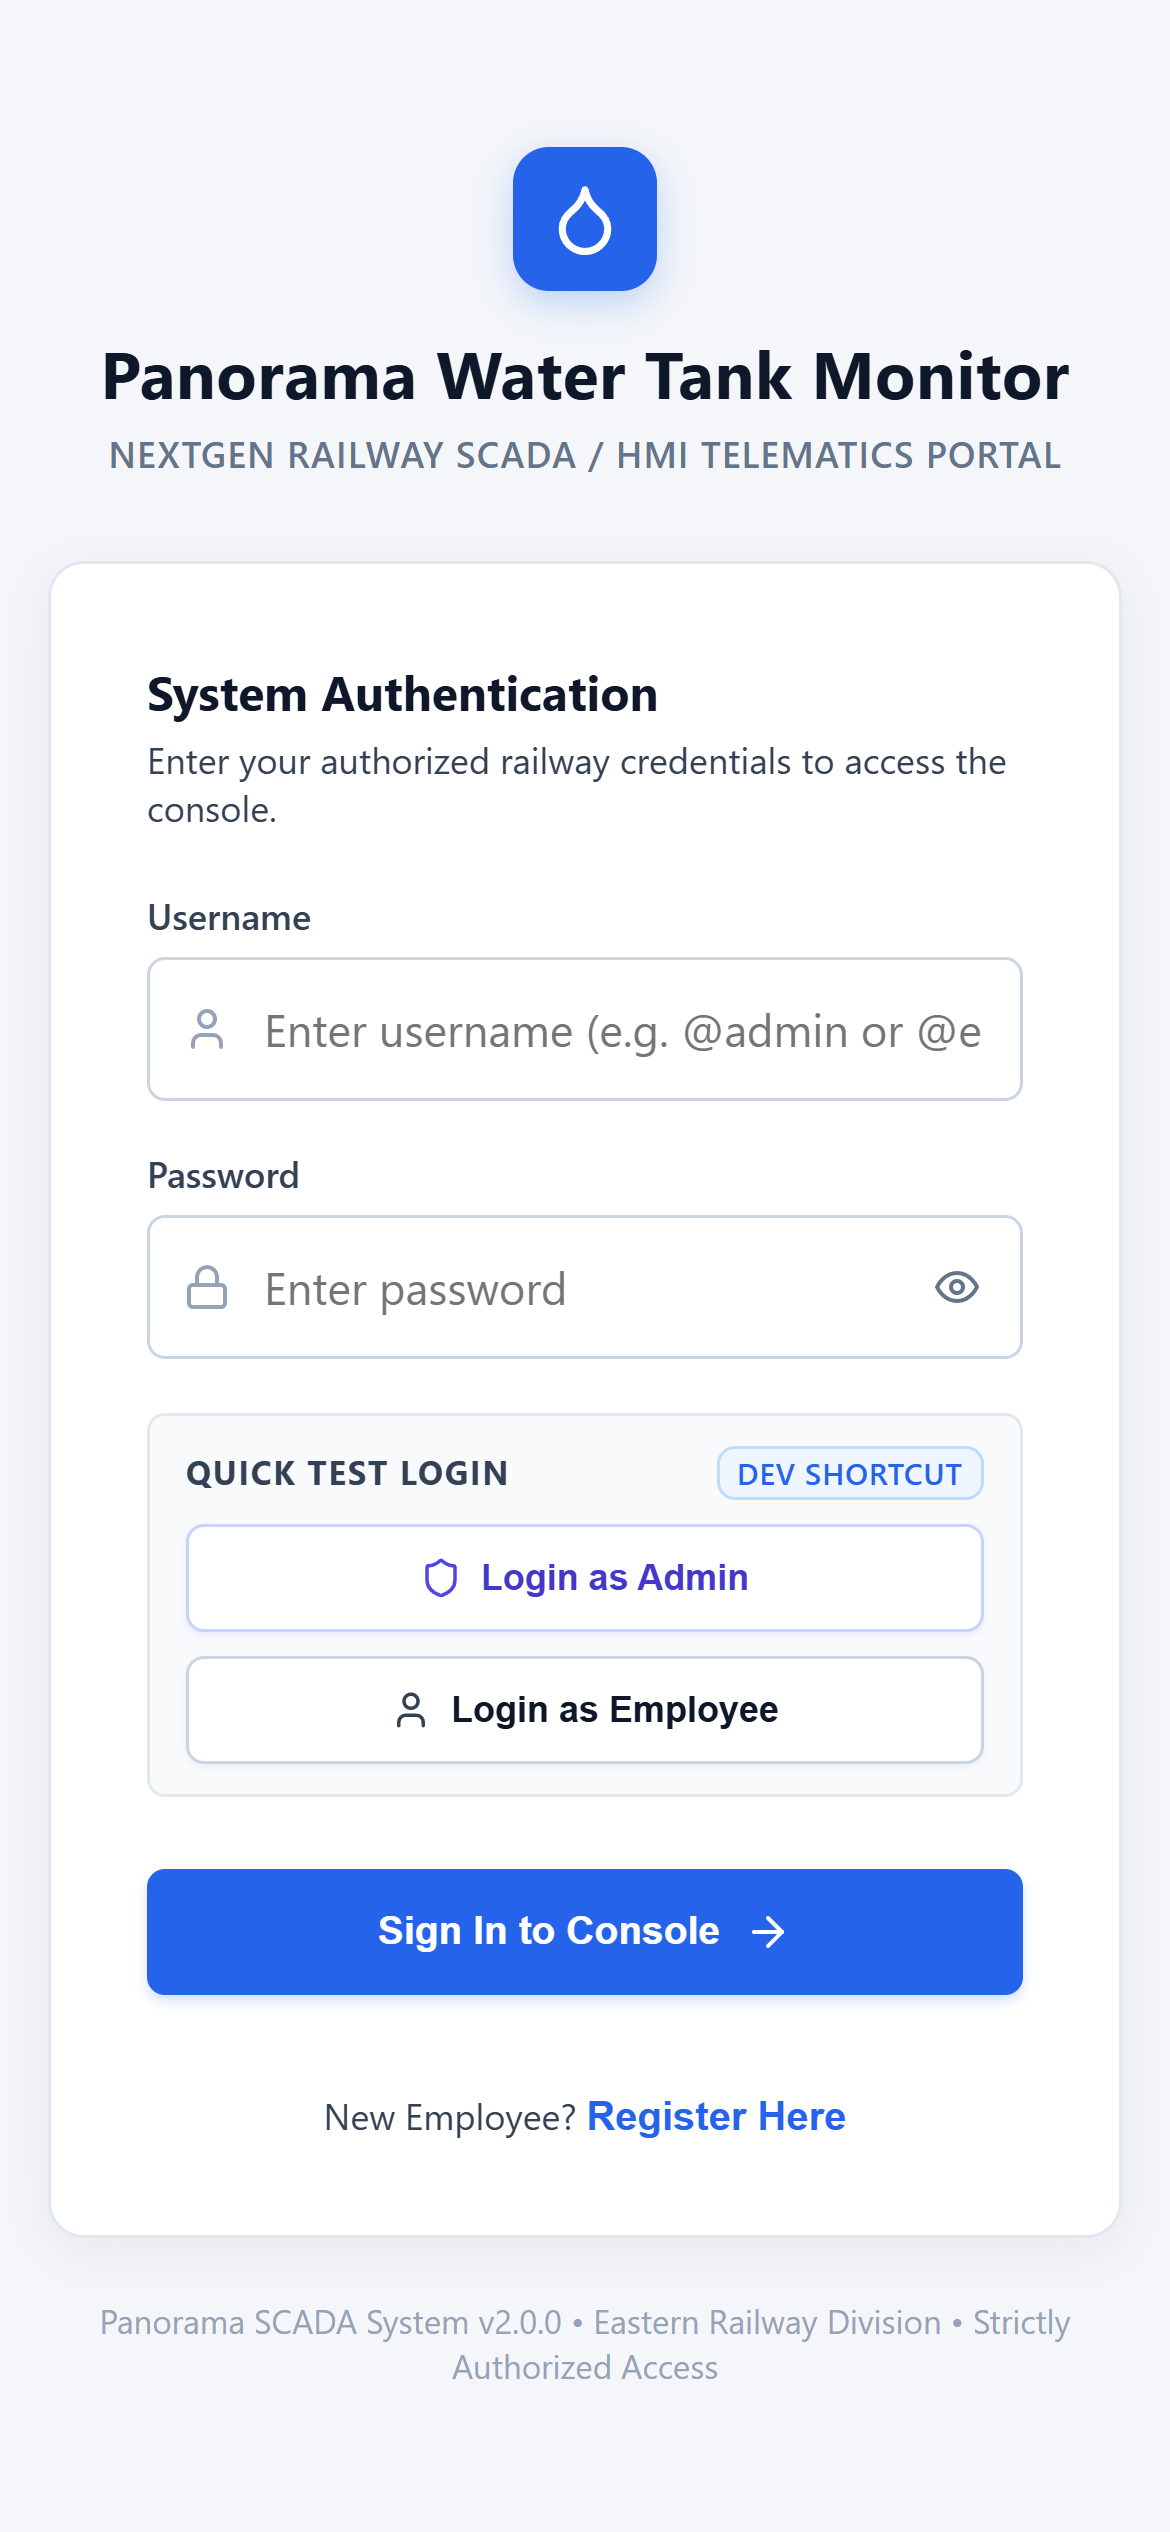 Panorama Water Tank Monitor
NEXTGEN RAILWAY SCADA / HMI TELEMATICS PORTAL
System Authentication
Enter your authorized railway credentials to access the
console.
Username
Enter username (e.g. @admin or @e
Password
Enter password
QUICK TEST LOGIN
DEV SHORTCUT
Login as Admin
Login as Employee
Sign In to Console
New Employee? Register Here
Panorama SCADA System v2.0.0 • Eastern Railway Division • Strictly
Authorized Access